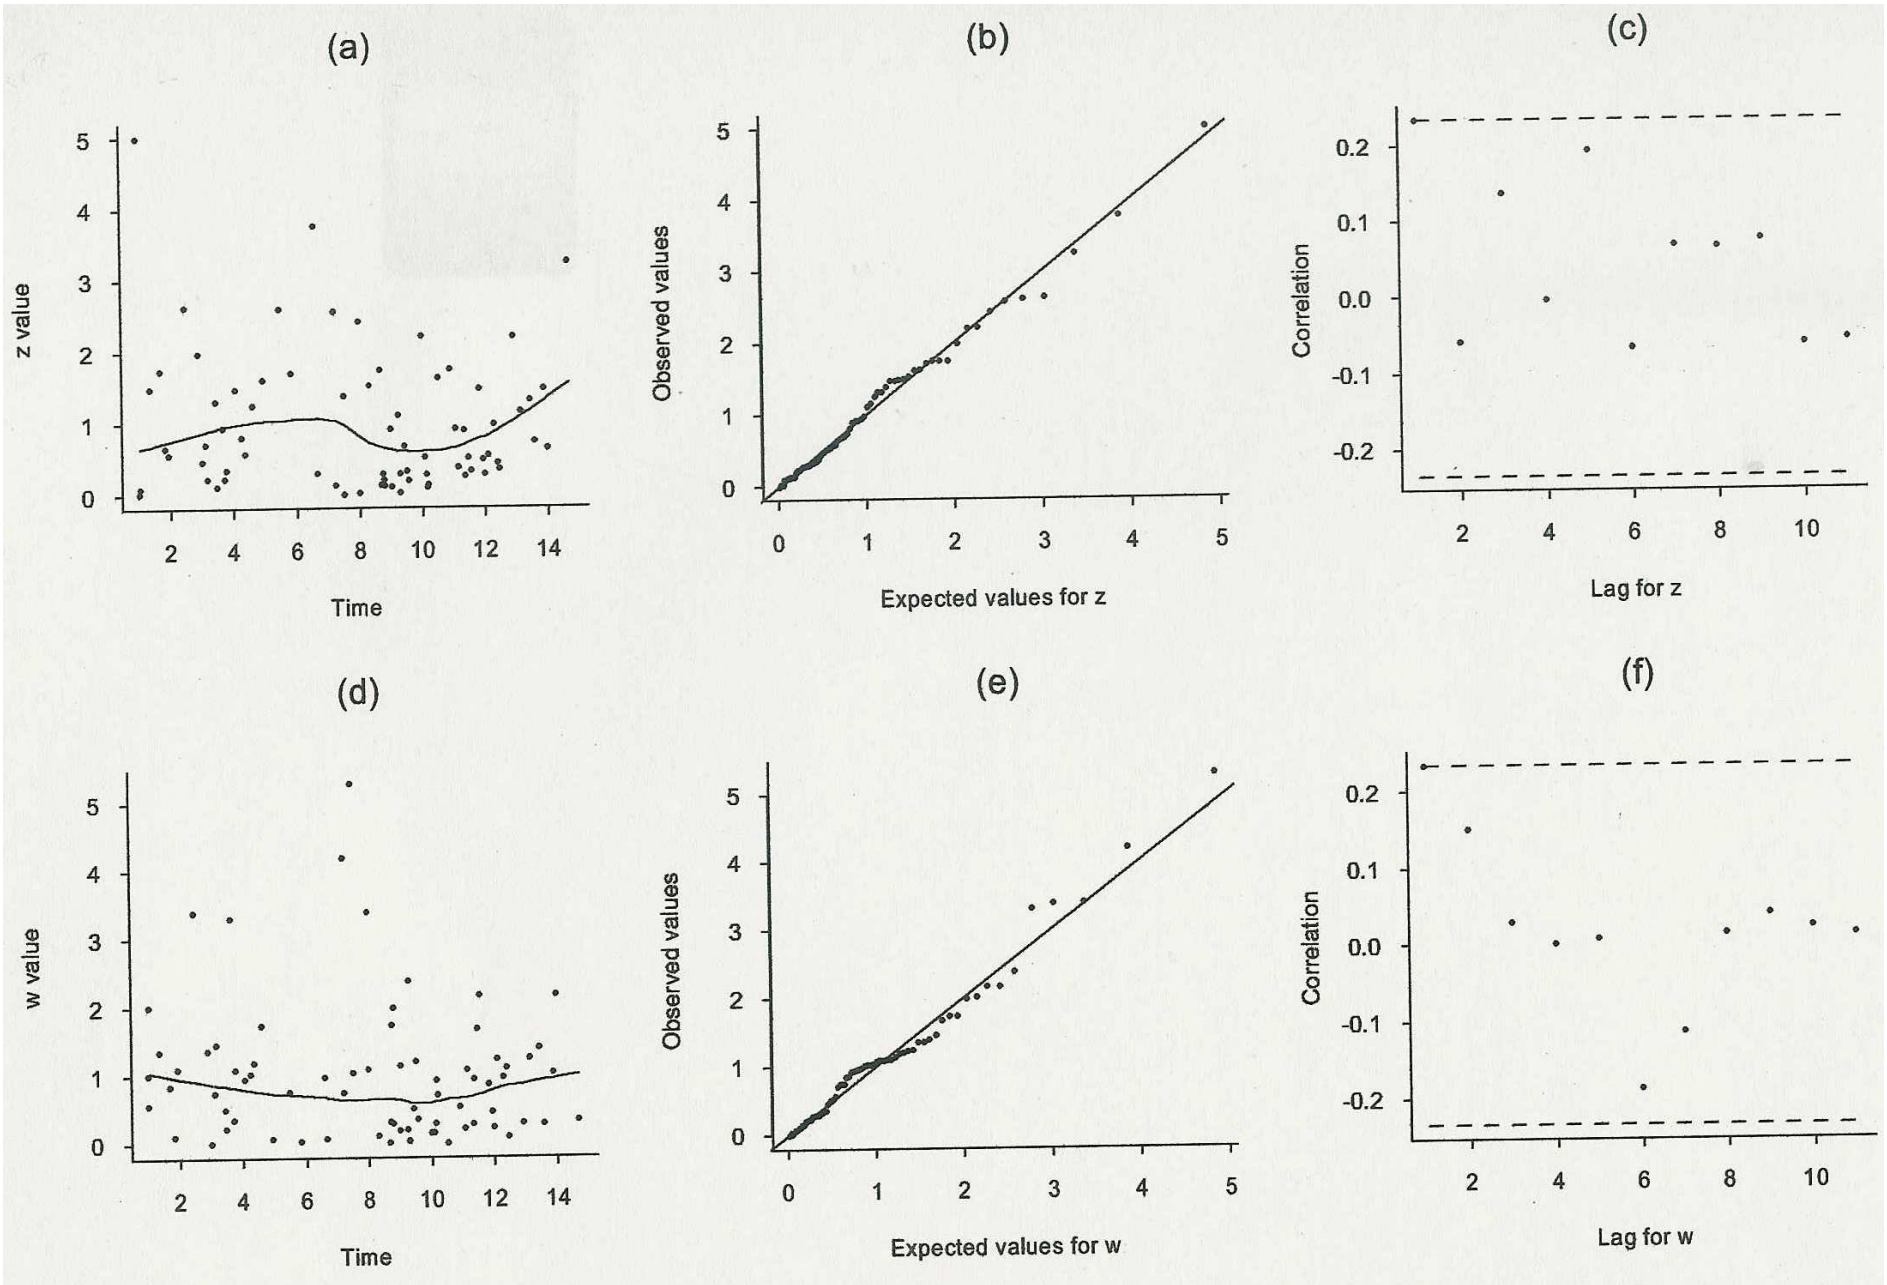 (a)
z value
5
4
3
2
1
0
2 4 6 8 10 12 14
Time
(b)
Observed values
5
4
3
2
1
0
0 1 2 3 4 5
Expected values for z
(c)
Correlation
0.2
0.1
0.0
-0.1
-0.2
2 4 6 8 10
Lag for z
(d)
w value
5
4
3
2
1
0
2 4 6 8 10 12 14
Time
(e)
Observed values
5
4
3
2
1
0
0 1 2 3 4 5
Expected values for w
(f)
Correlation
0.2
0.1
0.0
-0.1
-0.2
2 4 6 8 10
Lag for w